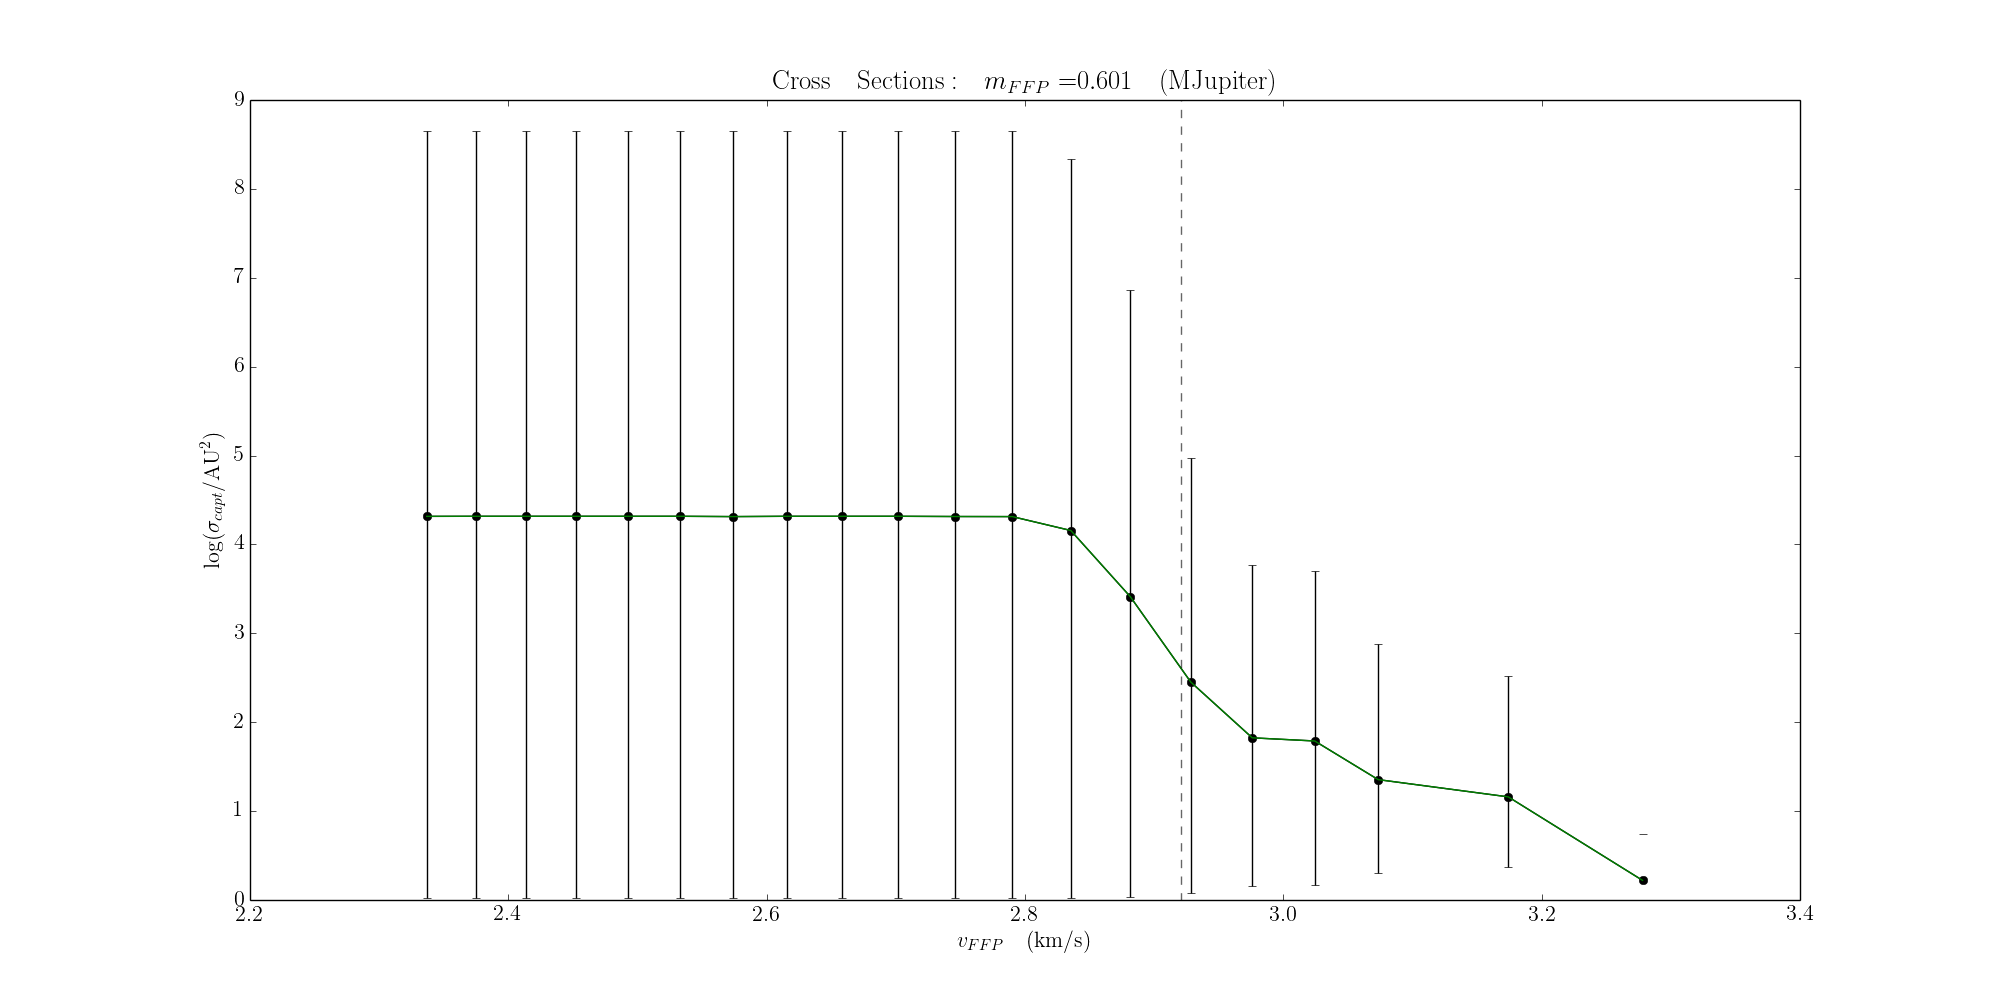 Cross Sections : m_FFP =0.601 (MJupiter)
9
8
7
6
5
4
3
2
1
0
log(σ_capt/AU²)
2.2 2.4 2.6 2.8 3.0 3.2 3.4
v_FFP (km/s)